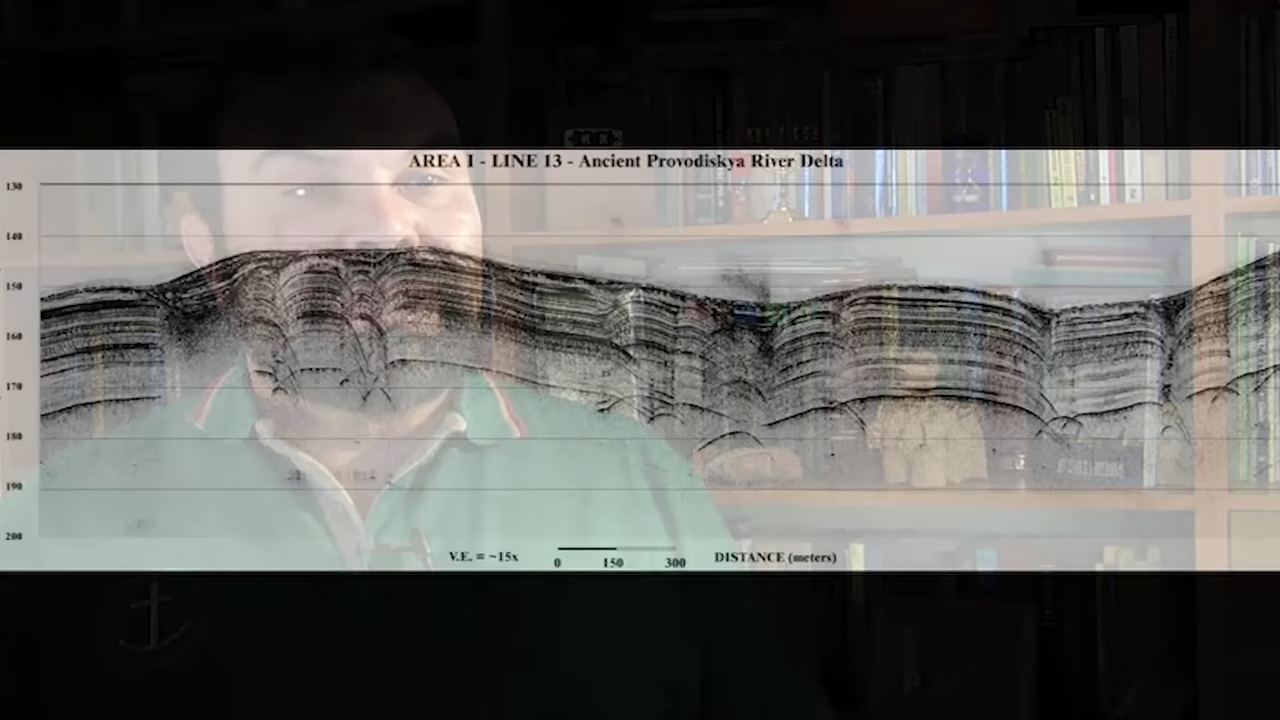 AREA I - LINE 13 - Ancient Provodiskya River Delta
130
140
150
160
170
180
190
200
V.E. = ~15x
0 150 300
DISTANCE (meters)